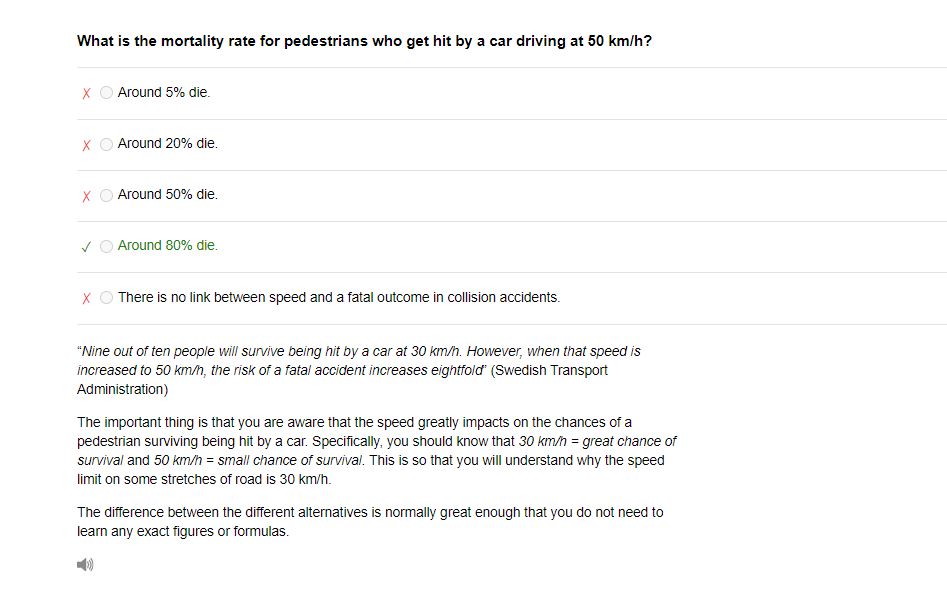 What is the mortality rate for pedestrians who get hit by a car driving at 50 km/h?
Around 5% die.
Around 20% die.
Around 50% die.
Around 80% die.
There is no link between speed and a fatal outcome in collision accidents.
“Nine out of ten people will survive being hit by a car at 30 km/h. However, when that speed is
increased to 50 km/h, the risk of a fatal accident increases eightfold” (Swedish Transport
Administration)
The important thing is that you are aware that the speed greatly impacts on the chances of a
pedestrian surviving being hit by a car. Specifically, you should know that 30 km/h = great chance of
survival and 50 km/h = small chance of survival. This is so that you will understand why the speed
limit on some stretches of road is 30 km/h.
The difference between the different alternatives is normally great enough that you do not need to
learn any exact figures or formulas.